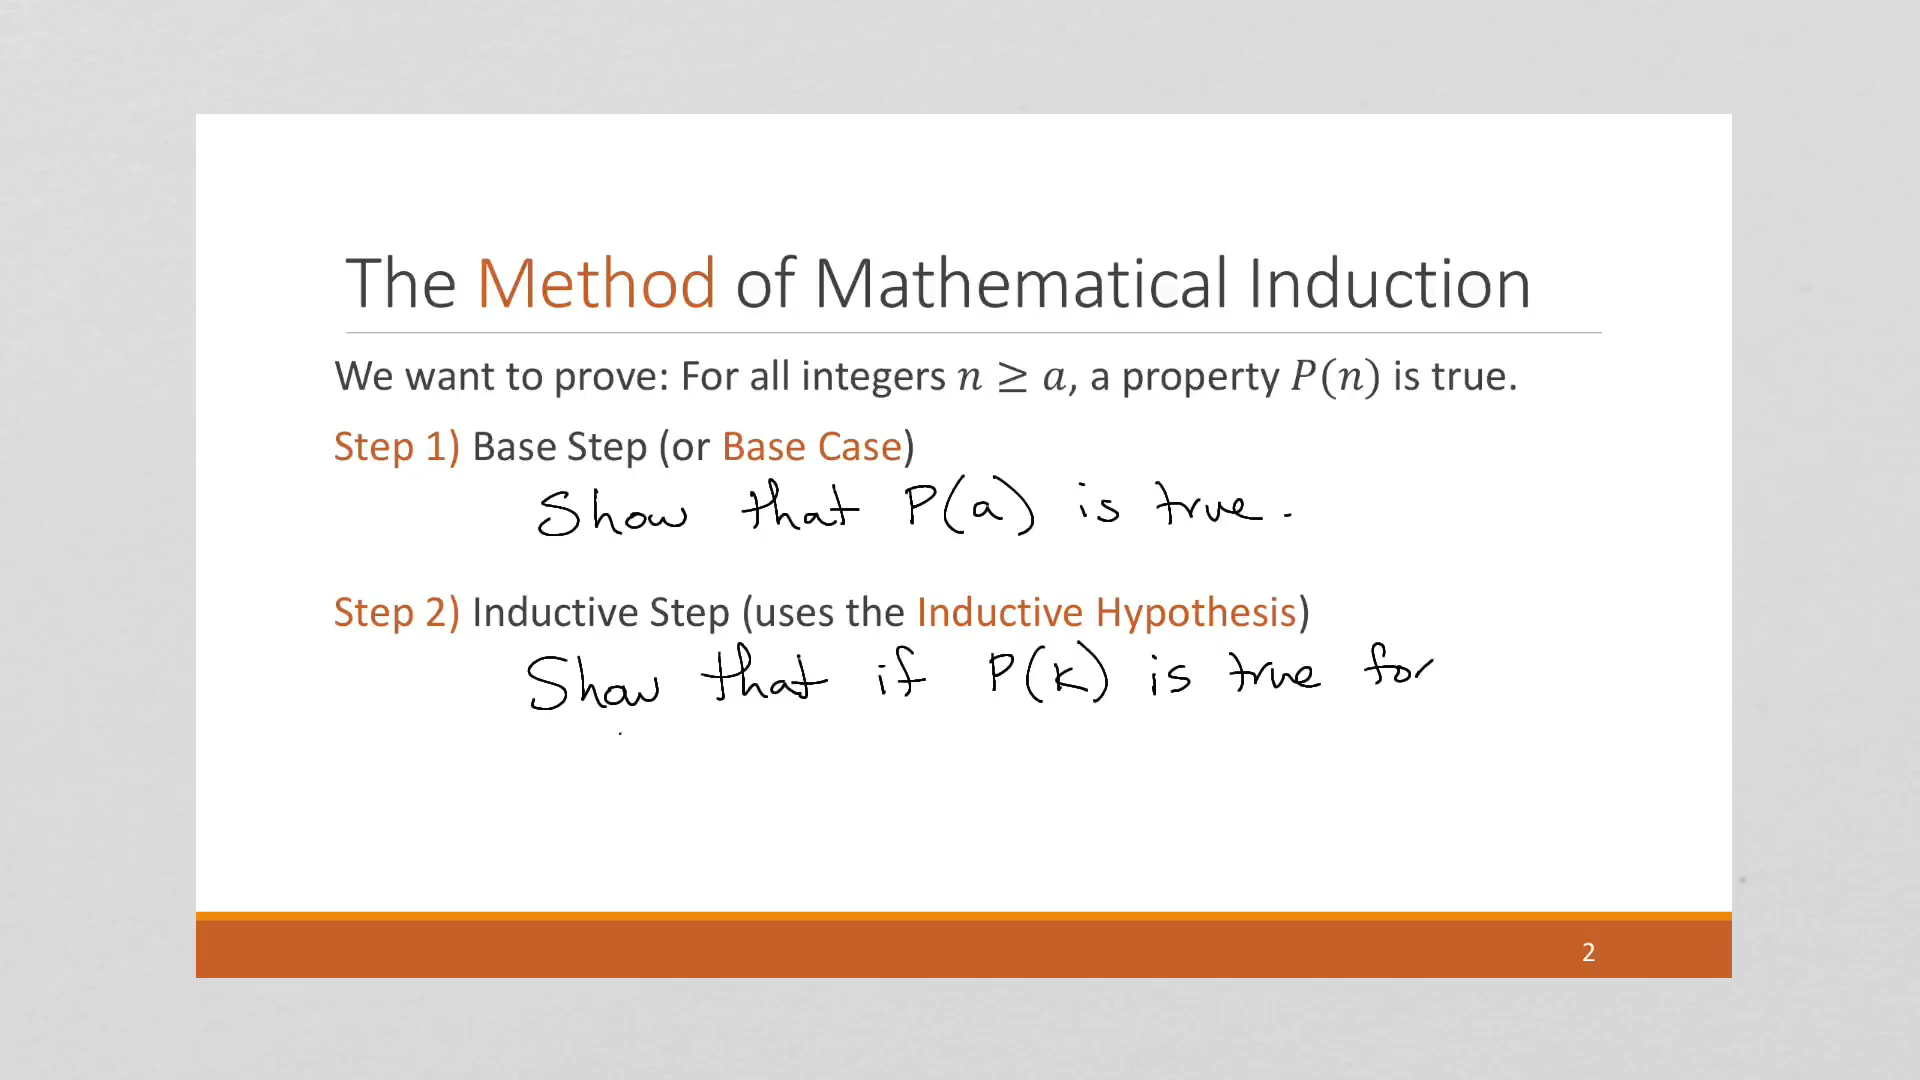 The Method of Mathematical Induction
We want to prove: For all integers n ≥ a, a property P(n) is true.
Step 1) Base Step (or Base Case)
Show that P(a) is true.
Step 2) Inductive Step (uses the Inductive Hypothesis)
Show that if P(k) is true for
2